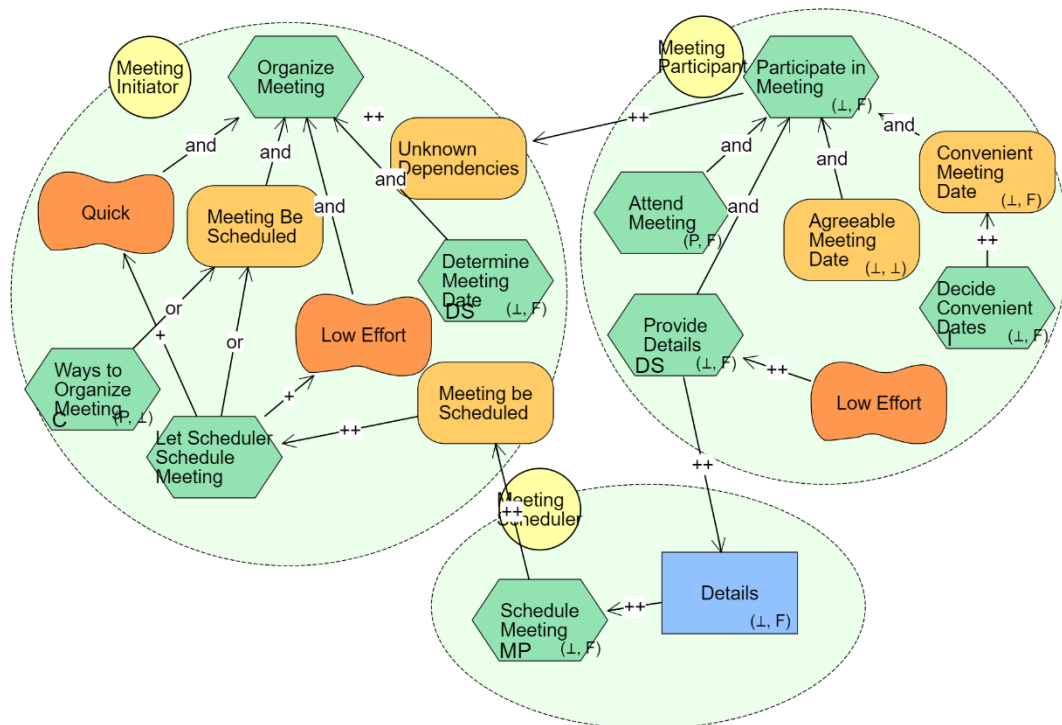 Meeting
Initiator
Organize
Meeting
and
and
++
and
and
Unknown
Dependencies
Quick
Meeting Be
Scheduled
Determine
Meeting
Date
DS
(⊥, F)
or
+
or
Low Effort
Ways to
Organize
Meeting
C
(P, ⊥)
+
Let Scheduler
Schedule
Meeting
++
Meeting be
Scheduled
++
Meeting
Participant
Participate in
Meeting
(⊥, F)
++
and
and
and
and
Convenient
Meeting
Date
(⊥, F)
Attend
Meeting
(P, F)
Agreeable
Meeting
Date
(⊥, ⊥)
++
Decide
Convenient
Dates
I
(⊥, F)
Provide
Details
DS
(⊥, F)
++
Low Effort
++
Meeting
Scheduler
Schedule
Meeting
MP
(⊥, F)
++
Details
(⊥, F)